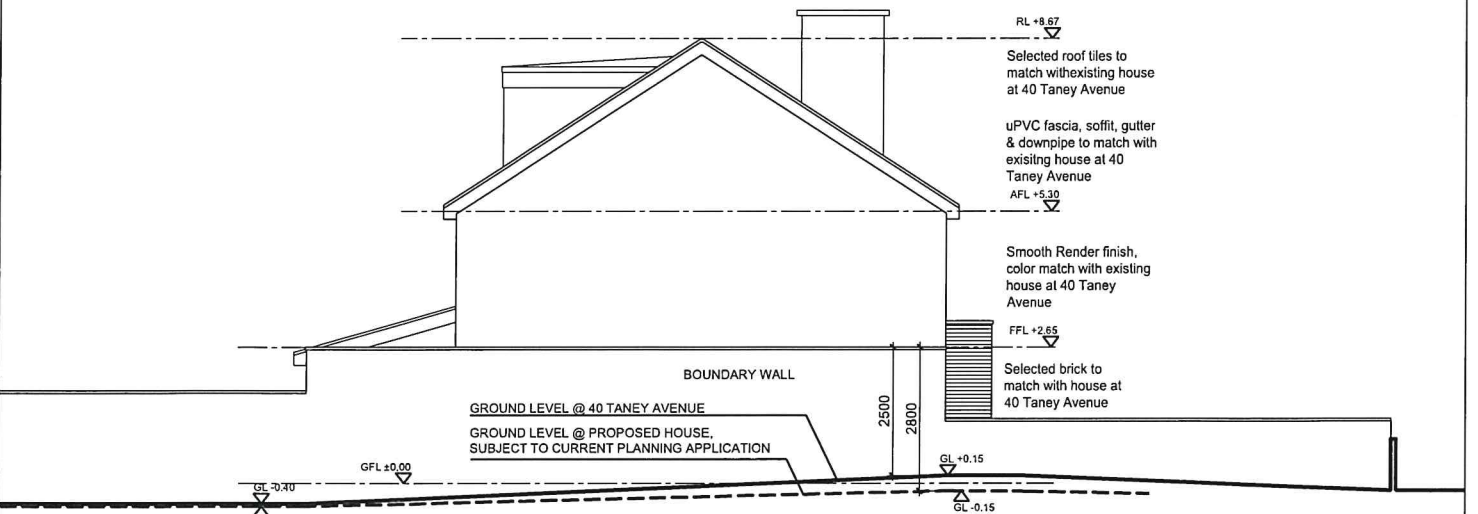 RL +8.67
Selected roof tiles to
match withexisting house
at 40 Taney Avenue
uPVC fascia, soffit, gutter
& downpipe to match with
exisitng house at 40
Taney Avenue
AFL +5.30
Smooth Render finish,
color match with existing
house at 40 Taney
Avenue
FFL +2.65
Selected brick to
match with house at
40 Taney Avenue
BOUNDARY WALL
2500
2800
GROUND LEVEL @ 40 TANEY AVENUE
GROUND LEVEL @ PROPOSED HOUSE,
SUBJECT TO CURRENT PLANNING APPLICATION
GFL ±0.00
GL +0.15
GL -0.40
GL -0.15